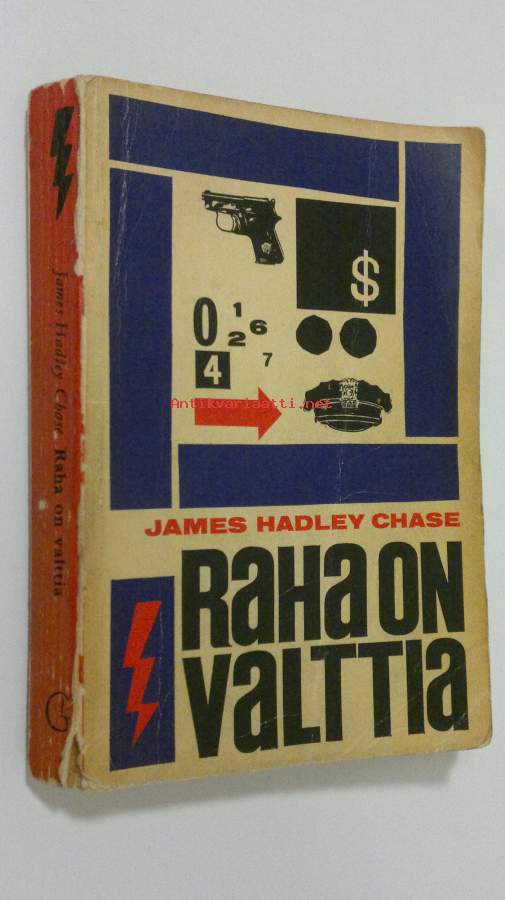 $
0 1 2 6
4 7
Antikvariaatti.net
JAMES HADLEY CHASE
RaHa ON
VaLTTIa
James Hadley Chase Raha on valttia
G